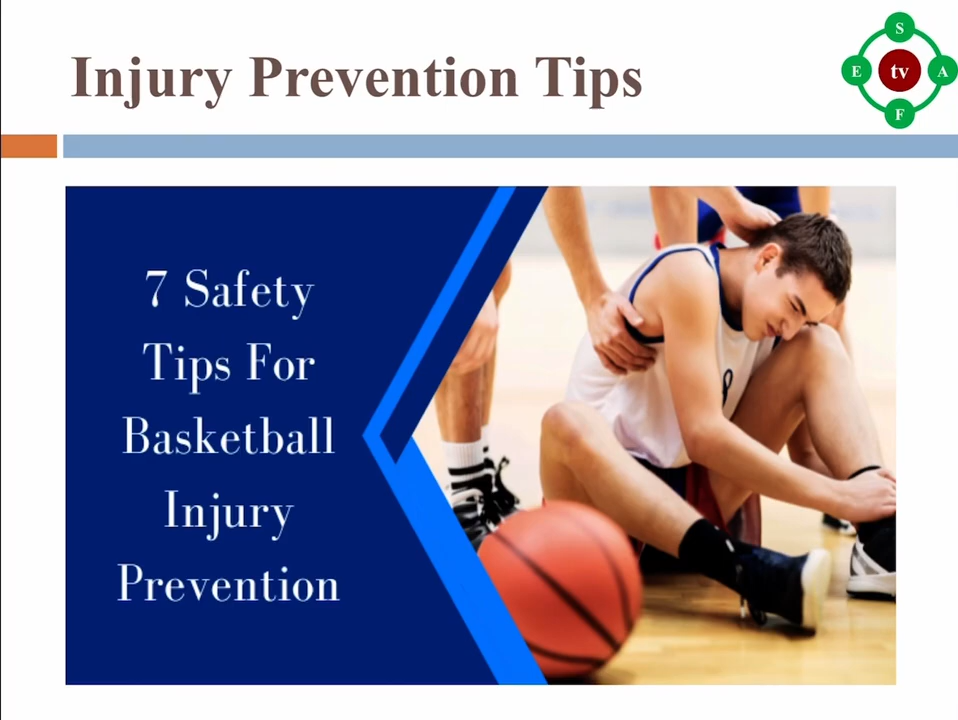 Injury Prevention Tips
S
E tv A
F
7 Safety
Tips For
Basketball
Injury
Prevention